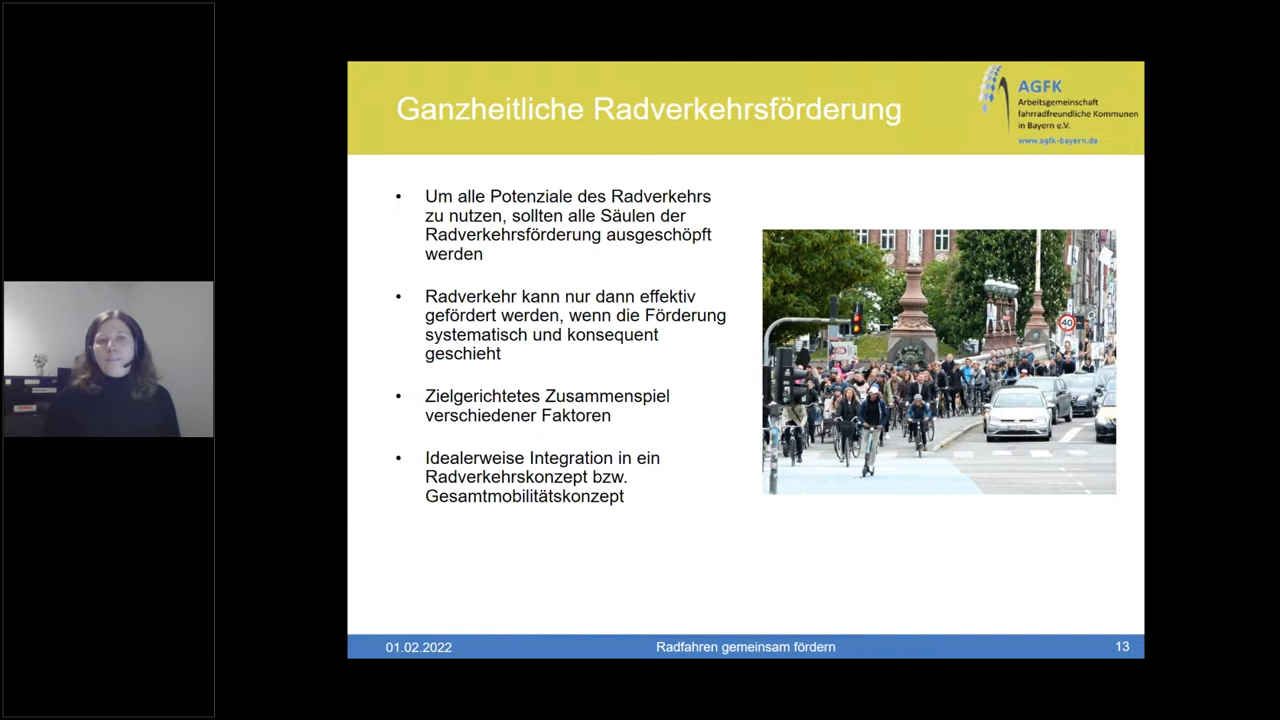 Ganzheitliche Radverkehrsförderung
AGFK
Arbeitsgemeinschaft
fahrradfreundliche Kommunen
in Bayern e.V.
www.agfk-bayern.de
• Um alle Potenziale des Radverkehrs
zu nutzen, sollten alle Säulen der
Radverkehrsförderung ausgeschöpft
werden
• Radverkehr kann nur dann effektiv
gefördert werden, wenn die Förderung
systematisch und konsequent
geschieht
• Zielgerichtetes Zusammenspiel
verschiedener Faktoren
• Idealerweise Integration in ein
Radverkehrskonzept bzw.
Gesamtmobilitätskonzept
40
01.02.2022
Radfahren gemeinsam fördern
13